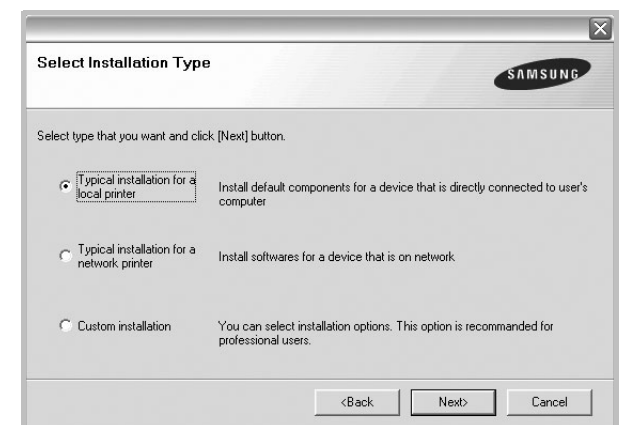 Select Installation Type
SAMSUNG
Select type that you want and click [Next] button.
Typical installation for a
local printer
Install default components for a device that is directly connected to user's
computer
Typical installation for a
network printer
Install softwares for a device that is on network
Custom installation
You can select installation options. This option is recommanded for
professional users.
<Back Next> Cancel